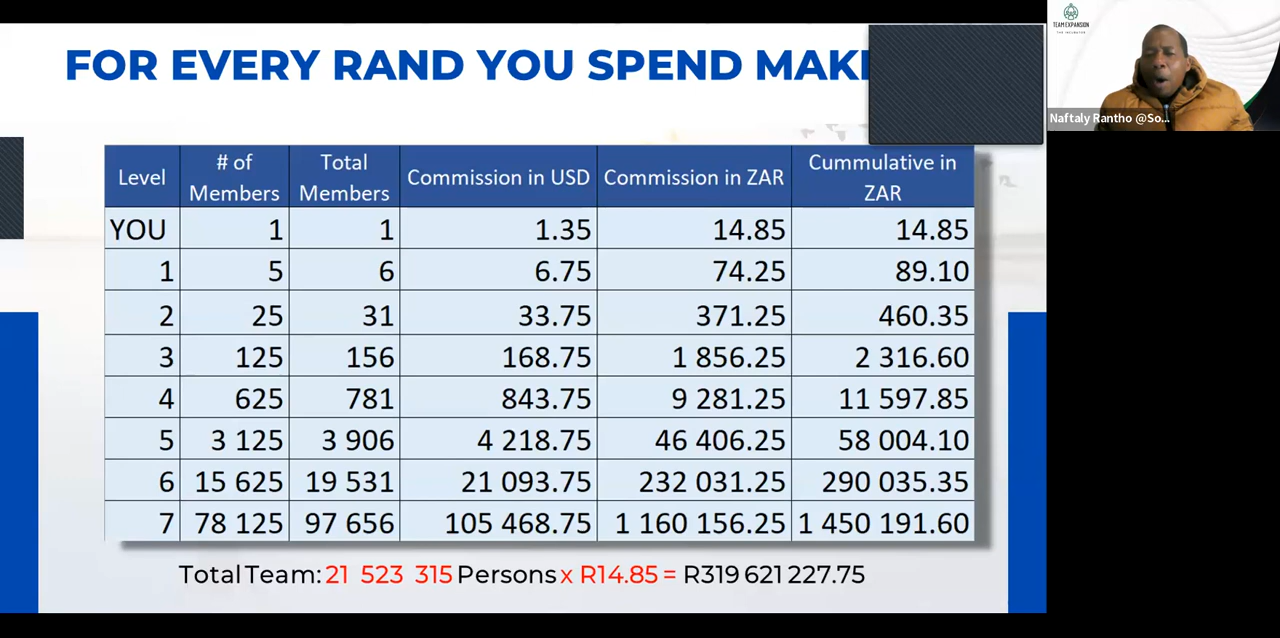 FOR EVERY RAND YOU SPEND
TEAM EXPANSION
THE INCUBATOR
Naftaly Rantho @So...
Level # of Members Total Members Commission in USD Commission in ZAR Cummulative in ZAR
YOU 1 1 1.35 14.85 14.85
1 5 6 6.75 74.25 89.10
2 25 31 33.75 371.25 460.35
3 125 156 168.75 1 856.25 2 316.60
4 625 781 843.75 9 281.25 11 597.85
5 3 125 3 906 4 218.75 46 406.25 58 004.10
6 15 625 19 531 21 093.75 232 031.25 290 035.35
7 78 125 97 656 105 468.75 1 160 156.25 1 450 191.60
Total Team: 21 523 315 Persons x R14.85 = R319 621 227.75